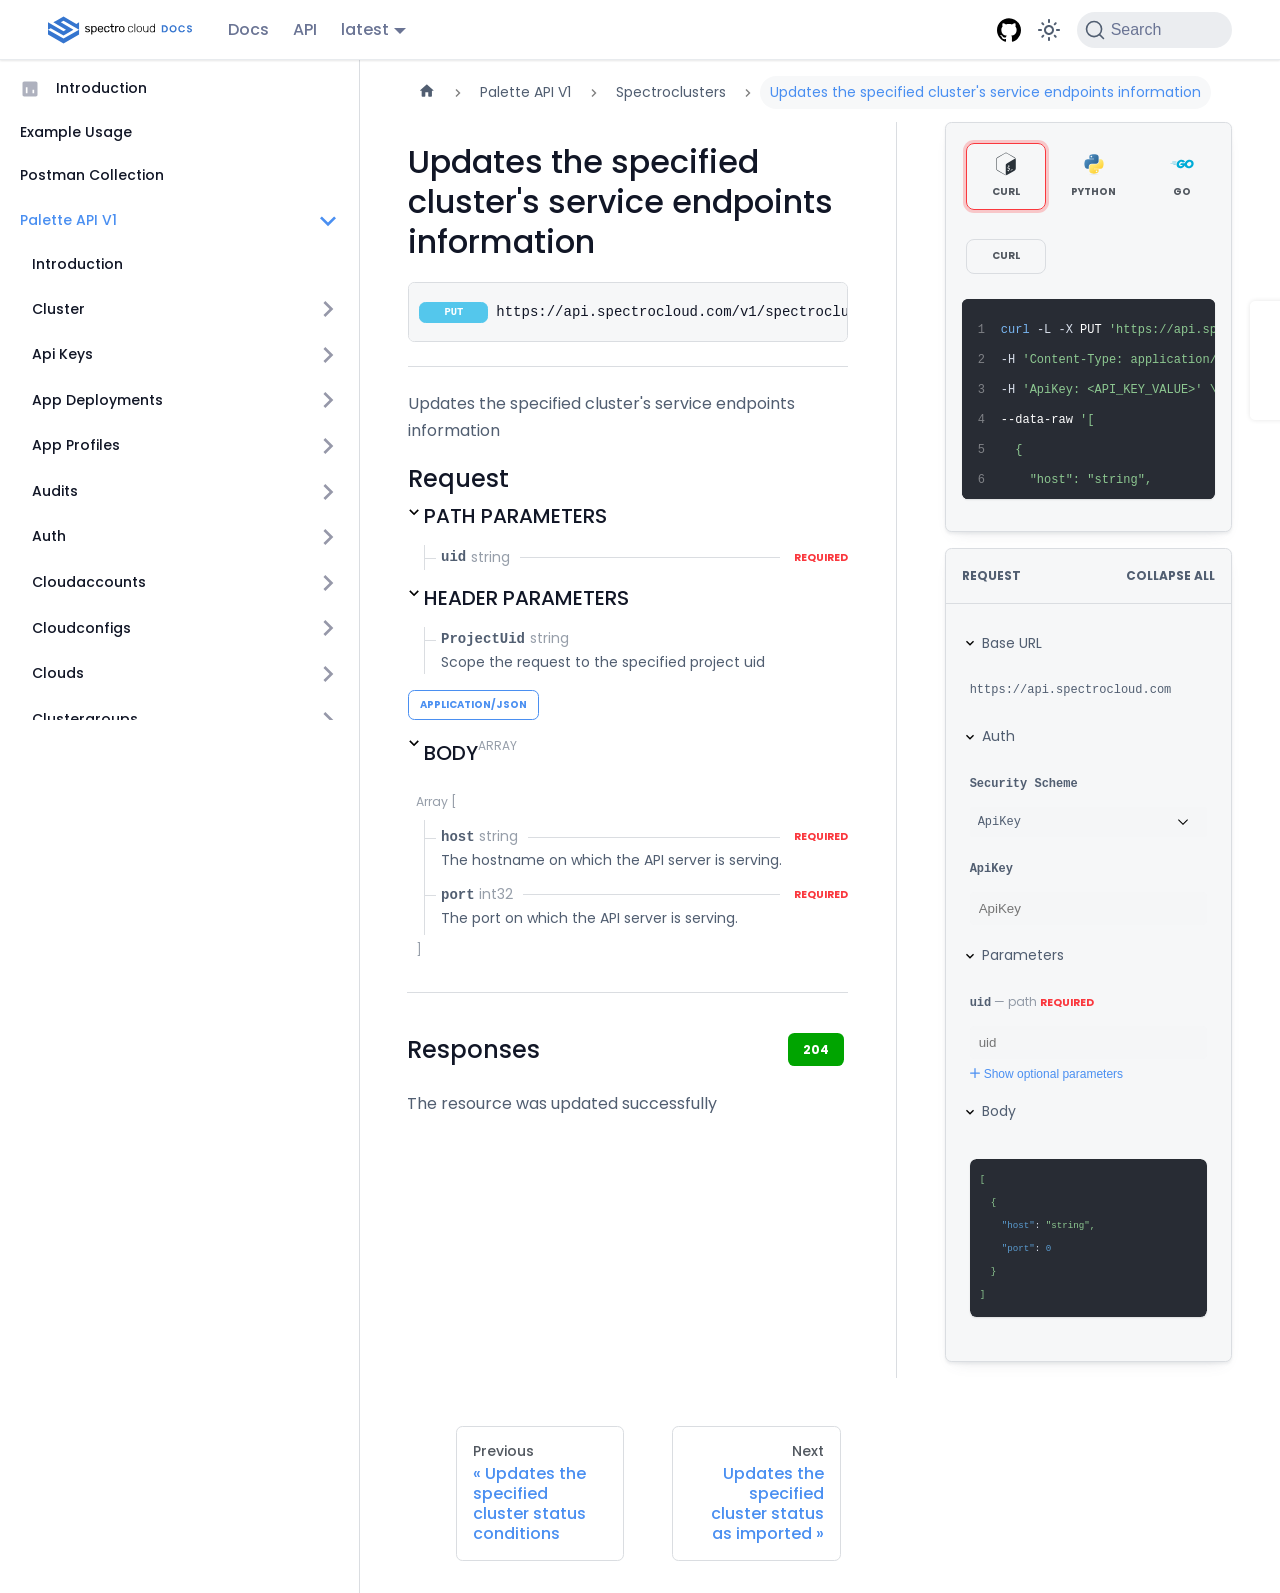 spectro cloud DOCS
Docs
API
latest
Search
Introduction
Example Usage
Postman Collection
Palette API V1
Introduction
Cluster
Api Keys
App Deployments
App Profiles
Audits
Auth
Cloudaccounts
Cloudconfigs
Clouds
Clustergroups
Palette API V1
Spectroclusters
Updates the specified cluster's service endpoints information
Updates the specified
cluster's service endpoints
information
PUT https://api.spectrocloud.com/v1/spectroclu
Updates the specified cluster's service endpoints
information
Request
PATH PARAMETERS
uid string REQUIRED
HEADER PARAMETERS
ProjectUid string
Scope the request to the specified project uid
APPLICATION/JSON
BODY ARRAY
Array [
host string REQUIRED
The hostname on which the API server is serving.
port int32 REQUIRED
The port on which the API server is serving.
]
Responses
204
The resource was updated successfully
CURL
PYTHON
GO
CURL
1 curl -L -X PUT 'https://api.sp
2 -H 'Content-Type: application/
3 -H 'ApiKey: <API_KEY_VALUE>' \
4 --data-raw '[
5 {
6 "host": "string",
REQUEST
COLLAPSE ALL
Base URL
https://api.spectrocloud.com
Auth
Security Scheme
ApiKey
ApiKey
ApiKey
Parameters
uid — path REQUIRED
uid
Show optional parameters
Body
[
{
"host": "string",
"port": 0
}
]
Previous
« Updates the
specified
cluster status
conditions
Next
Updates the
specified
cluster status
as imported »